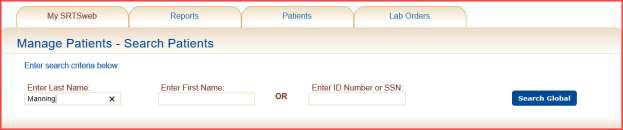 My SRTSweb Reports Patients Lab Orders
Manage Patients - Search Patients
Enter search criteria below:
Enter Last Name: Enter First Name: OR Enter ID Number or SSN:
Manning x Search Global